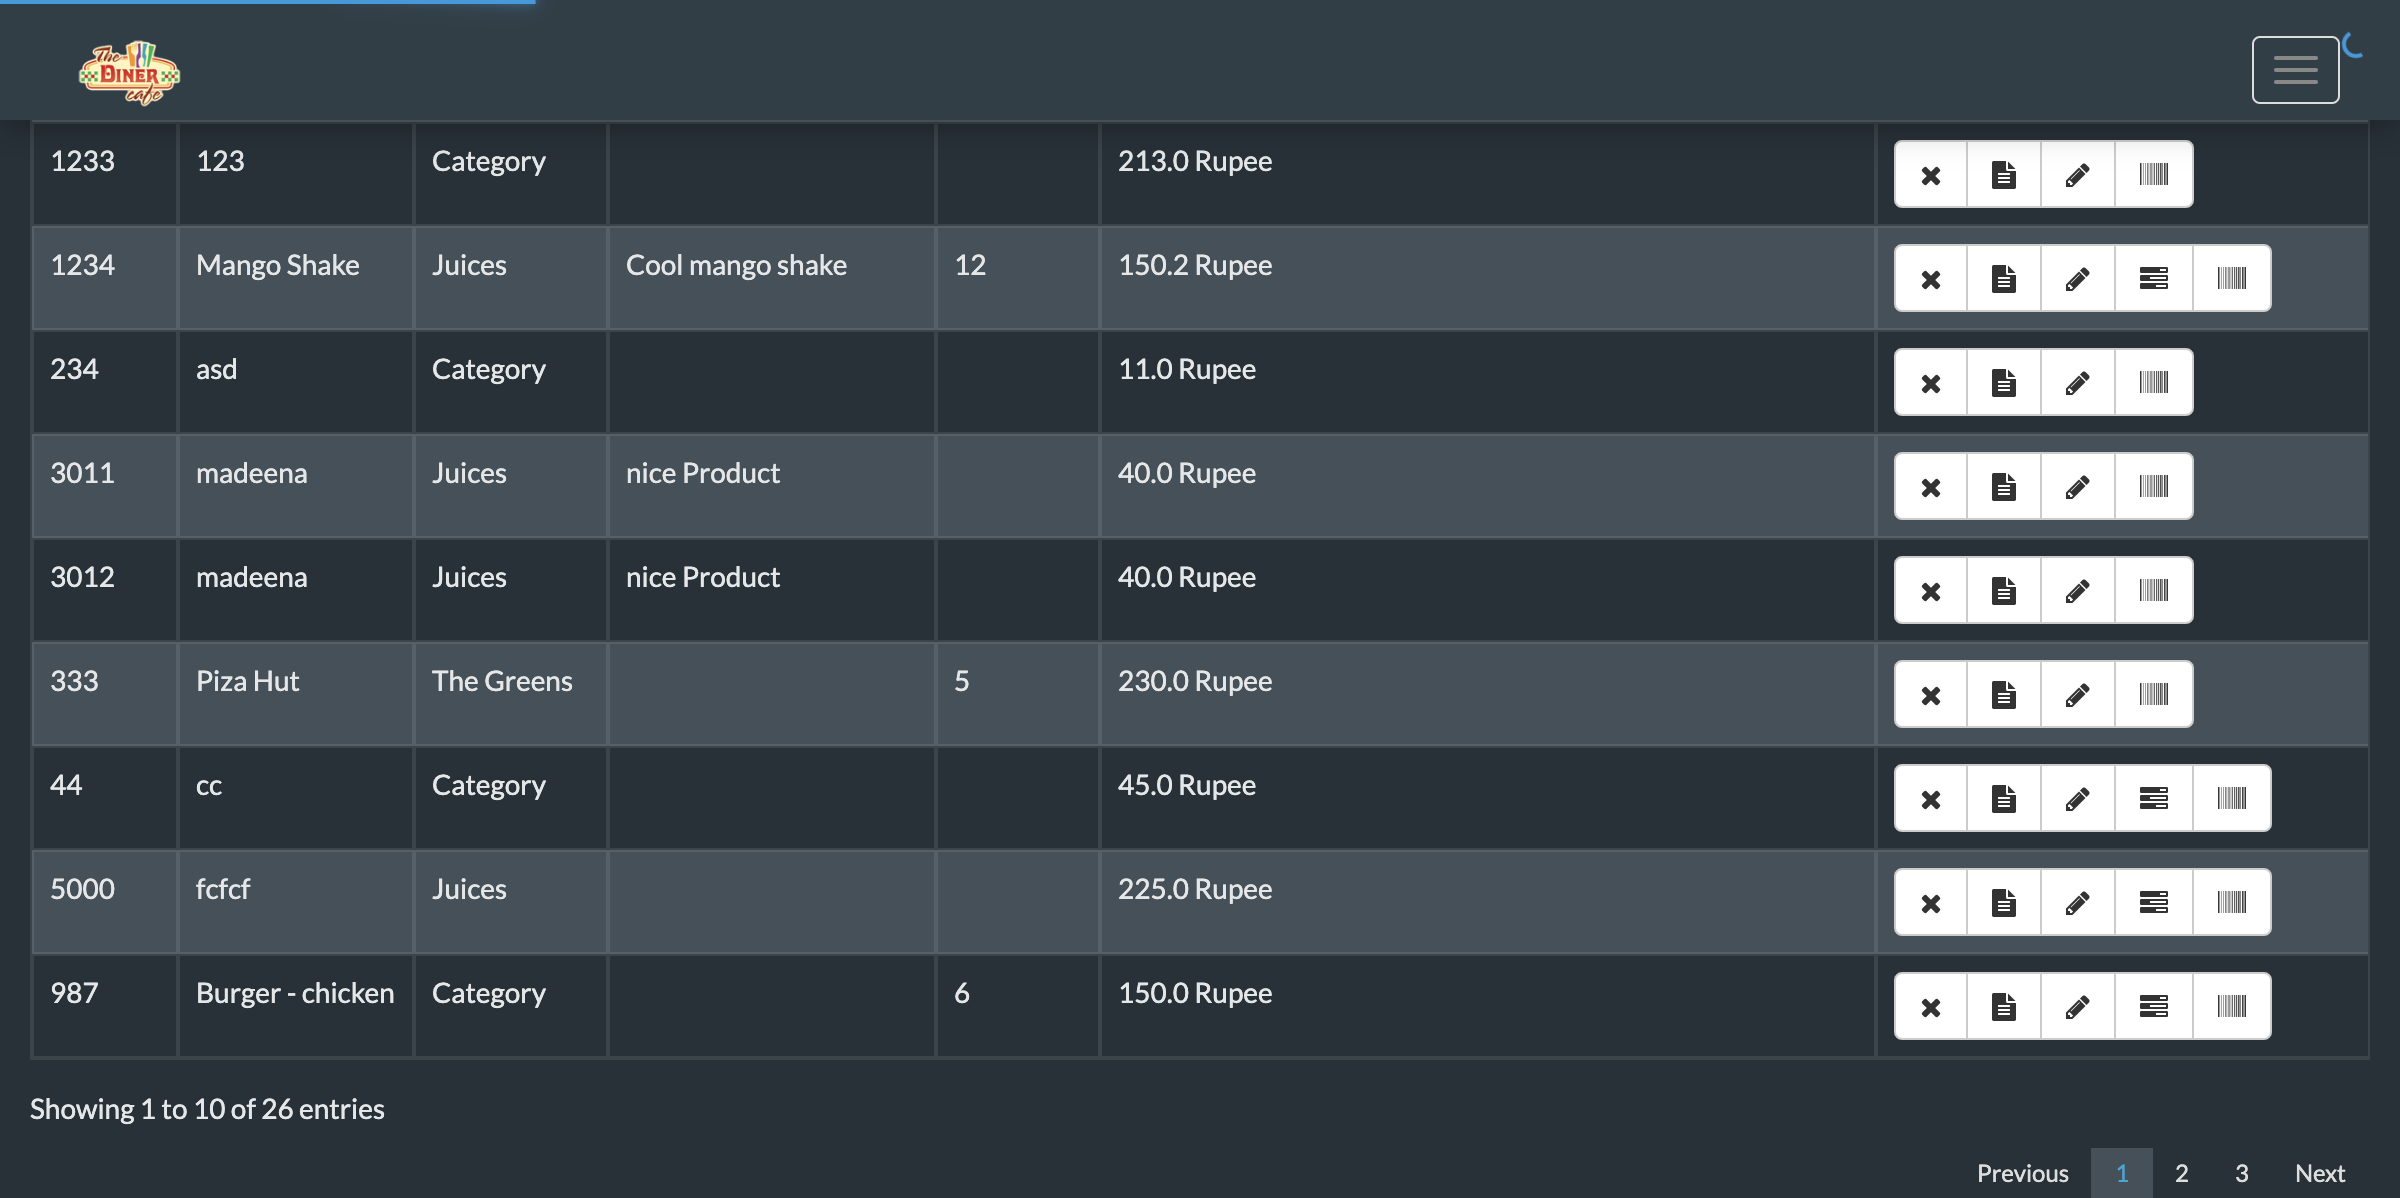 The
DINER
cafe
1233 123 Category 213.0 Rupee
1234 Mango Shake Juices Cool mango shake 12 150.2 Rupee
234 asd Category 11.0 Rupee
3011 madeena Juices nice Product 40.0 Rupee
3012 madeena Juices nice Product 40.0 Rupee
333 Piza Hut The Greens 5 230.0 Rupee
44 cc Category 45.0 Rupee
5000 fcfcf Juices 225.0 Rupee
987 Burger - chicken Category 6 150.0 Rupee
Showing 1 to 10 of 26 entries
Previous 1 2 3 Next